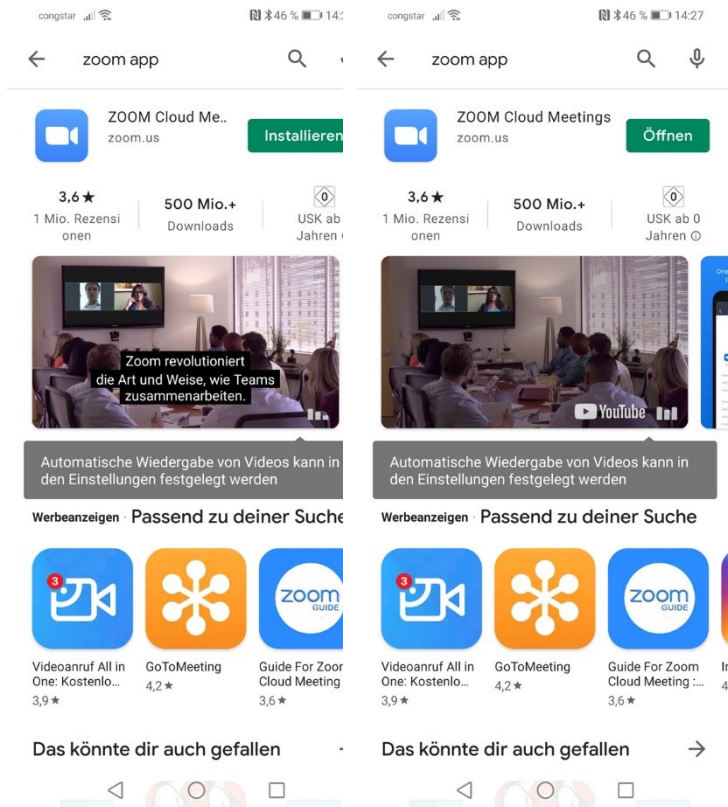 congstar
46 %
14:
zoom app
ZOOM Cloud Me..
zoom.us
Installieren
3,6 ★
1 Mio. Rezensi
onen
500 Mio.+
Downloads
0
USK ab
Jahren
Zoom revolutioniert
die Art und Weise, wie Teams
zusammenarbeiten.
Automatische Wiedergabe von Videos kann in
den Einstellungen festgelegt werden
Werbeanzeigen · Passend zu deiner Suche
3
Videoanruf All in
One: Kostenlo...
3,9 ★
GoToMeeting
4,2 ★
zoom
GUIDE
Guide For Zoom
Cloud Meeting
3,6 ★
Das könnte dir auch gefallen
congstar
46 %
14:27
zoom app
ZOOM Cloud Meetings
zoom.us
Öffnen
3,6 ★
1 Mio. Rezensi
onen
500 Mio.+
Downloads
0
USK ab 0
Jahren
YouTube
Automatische Wiedergabe von Videos kann in
den Einstellungen festgelegt werden
Werbeanzeigen · Passend zu deiner Suche
3
Videoanruf All in
One: Kostenlo...
3,9 ★
GoToMeeting
4,2 ★
zoom
GUIDE
Guide For Zoom
Cloud Meeting :...
3,6 ★
Das könnte dir auch gefallen